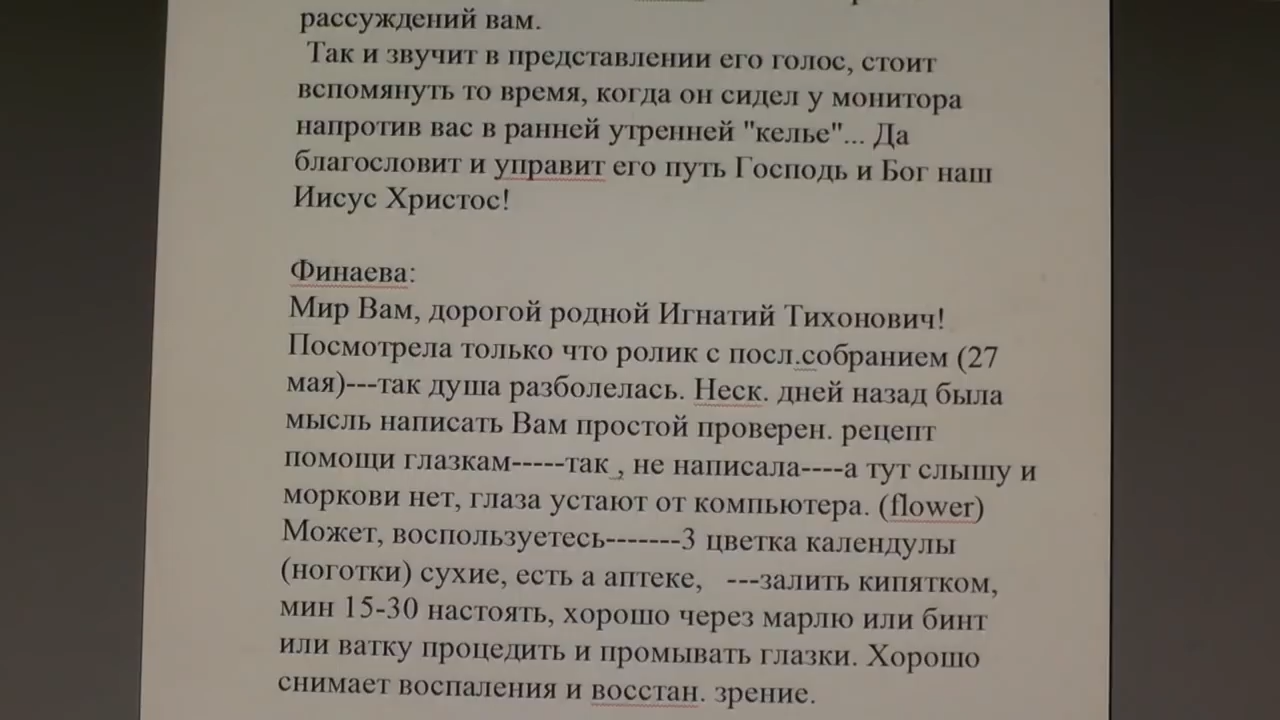 рассуждений вам.
Так и звучит в представлении его голос, стоит
вспомянуть то время, когда он сидел у монитора
напротив вас в ранней утренней "келье"... Да
благословит и управит его путь Господь и Бог наш
Иисус Христос!
Финаева:
Мир Вам, дорогой родной Игнатий Тихонович!
Посмотрела только что ролик с посл.собранием (27
мая)---так душа разболелась. Неск. дней назад была
мысль написать Вам простой проверен. рецепт
помощи глазкам-----так , не написала----а тут слышу и
моркови нет, глаза устают от компьютера. (flower)
Может, воспользуетесь-------3 цветка календулы
(ноготки) сухие, есть а аптеке, ---залить кипятком,
мин 15-30 настоять, хорошо через марлю или бинт
или ватку процедить и промывать глазки. Хорошо
снимает воспаления и восстан. зрение.